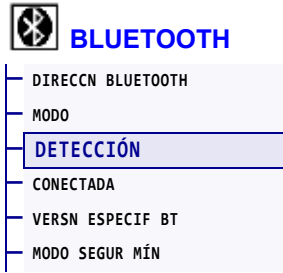 BLUETOOTH
DIRECCN BLUETOOTH
MODO
DETECCIÓN
CONECTADA
VERSN ESPECIF BT
MODO SEGUR MÍN